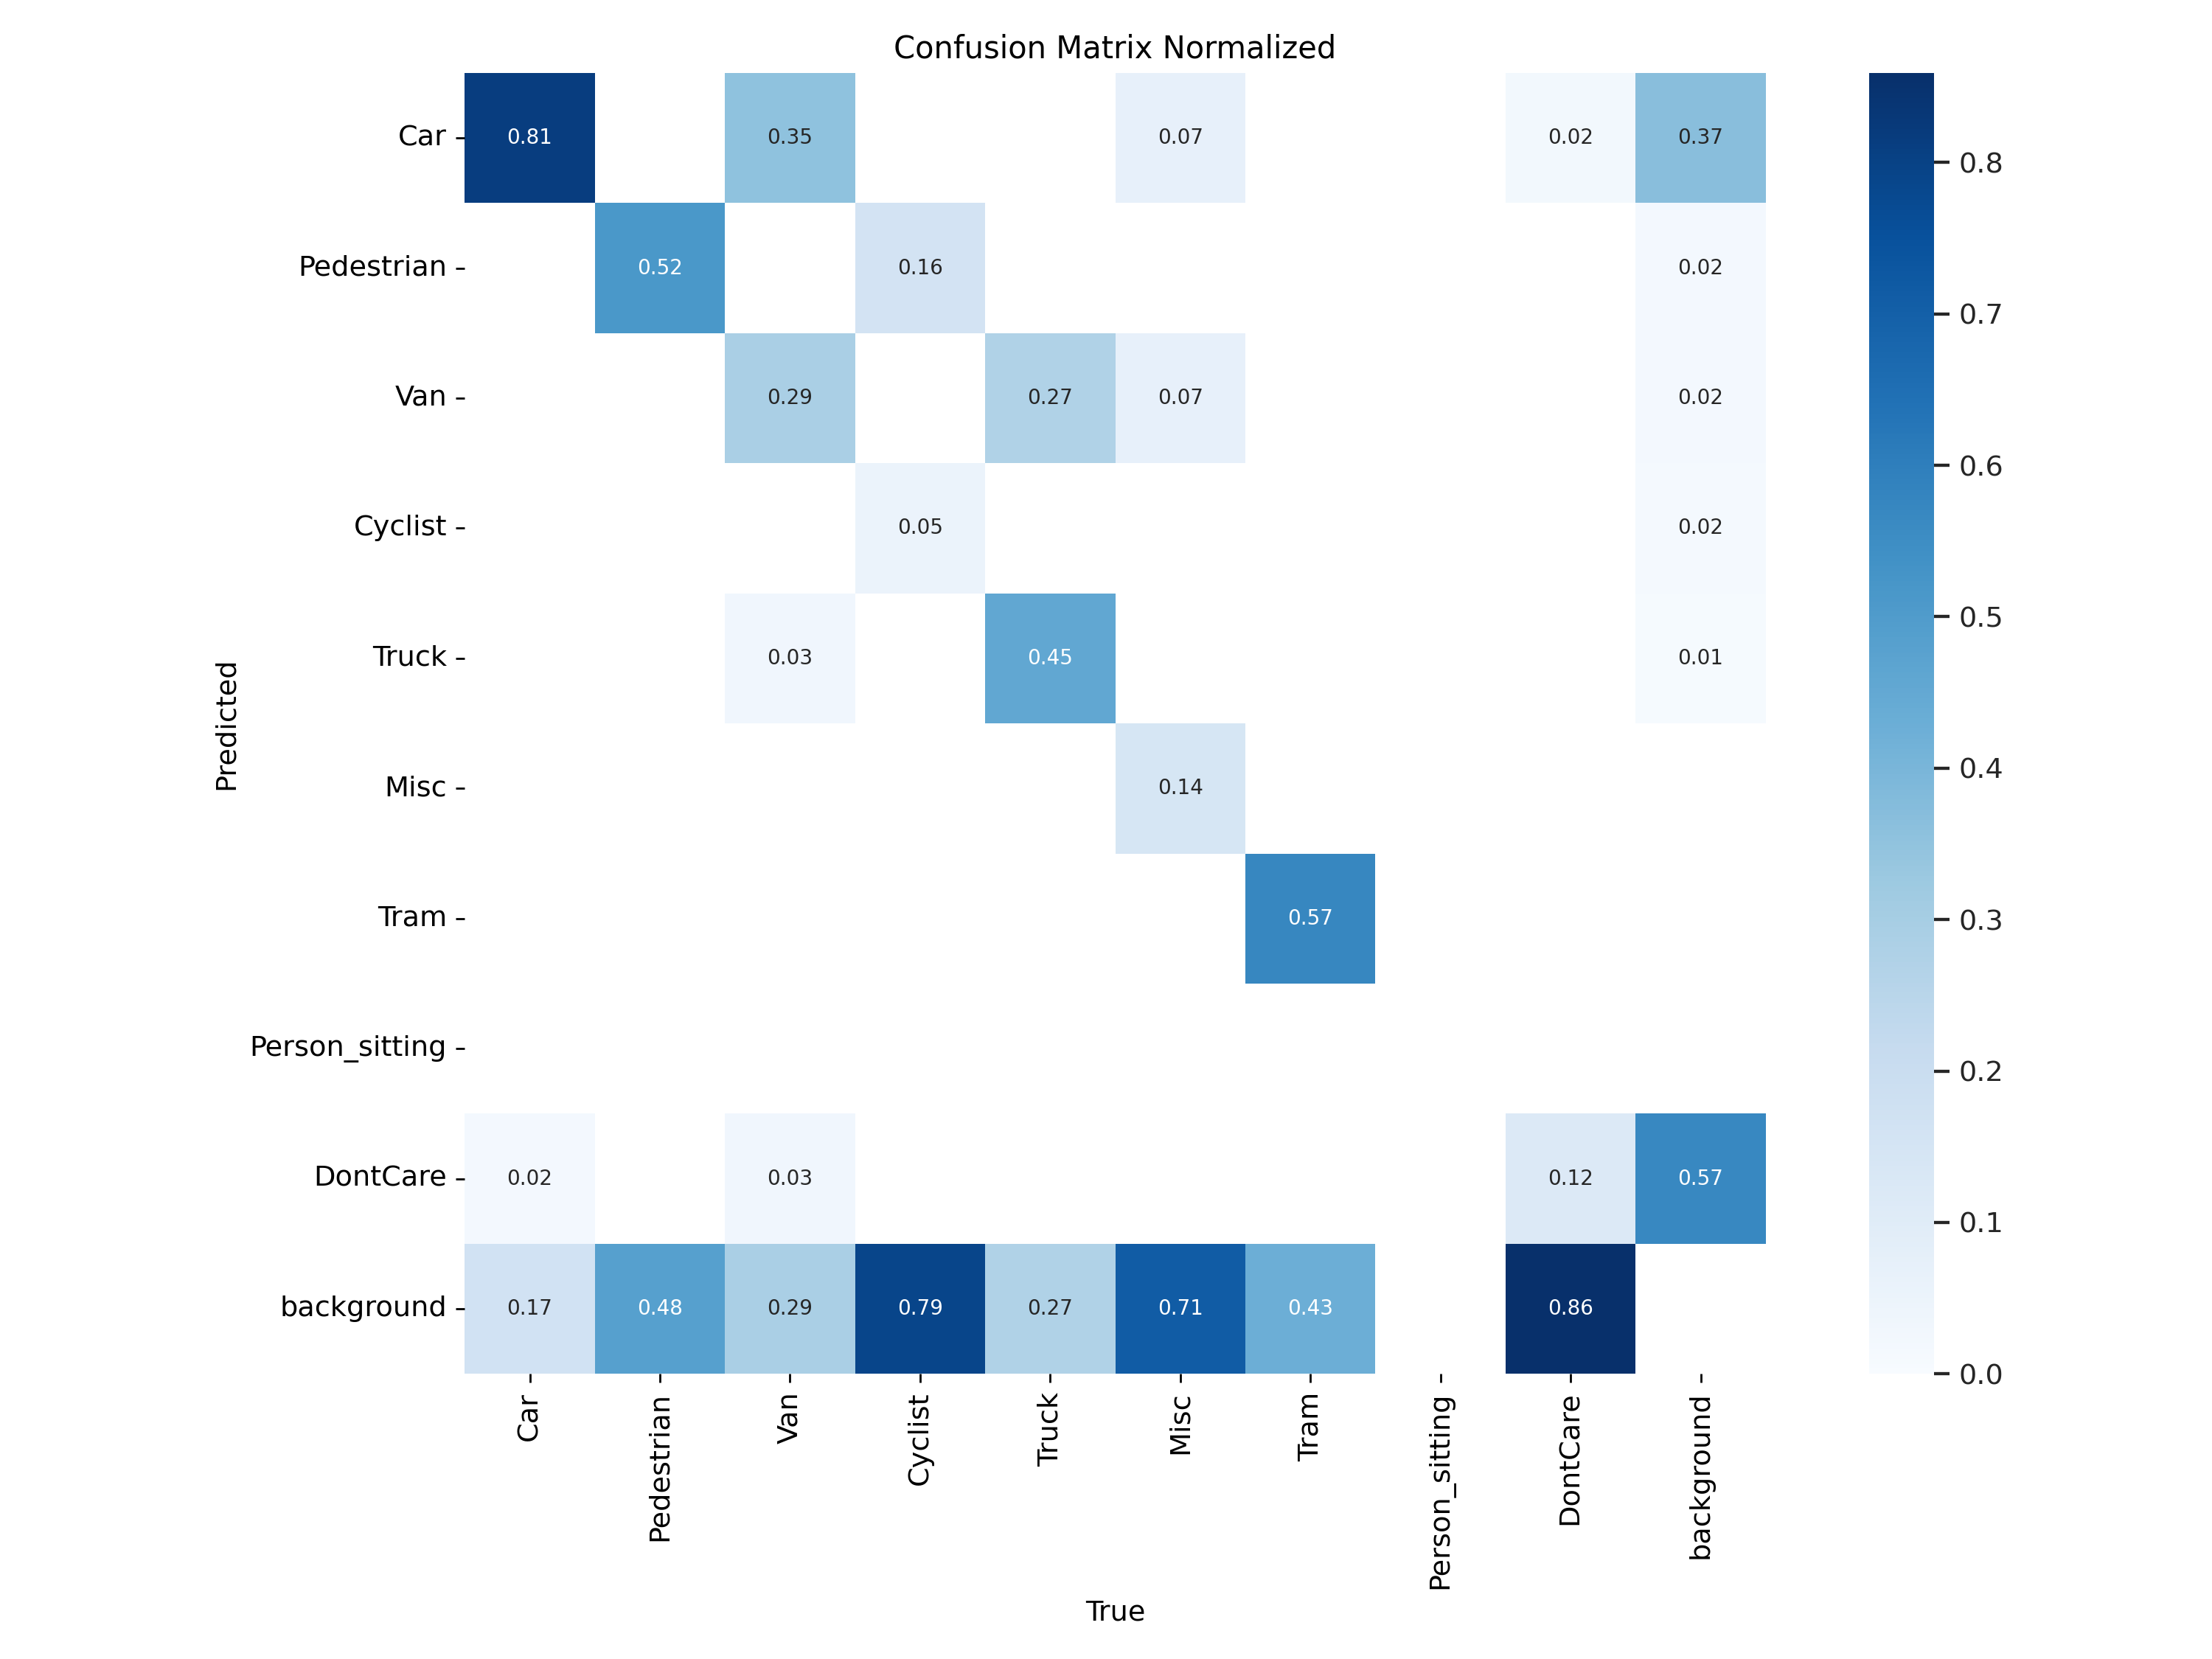 Confusion Matrix Normalized
Car
0.81
0.35
0.07
0.02
0.37
Pedestrian
0.52
0.16
0.02
Van
0.29
0.27
0.07
0.02
Cyclist
0.05
0.02
Truck
0.03
0.45
0.01
Misc
0.14
Tram
0.57
Person_sitting
DontCare
0.02
0.03
0.12
0.57
background
0.17
0.48
0.29
0.79
0.27
0.71
0.43
0.86
Predicted
Car
Pedestrian
Van
Cyclist
Truck
Misc
Tram
Person_sitting
DontCare
background
True
0.8
0.7
0.6
0.5
0.4
0.3
0.2
0.1
0.0